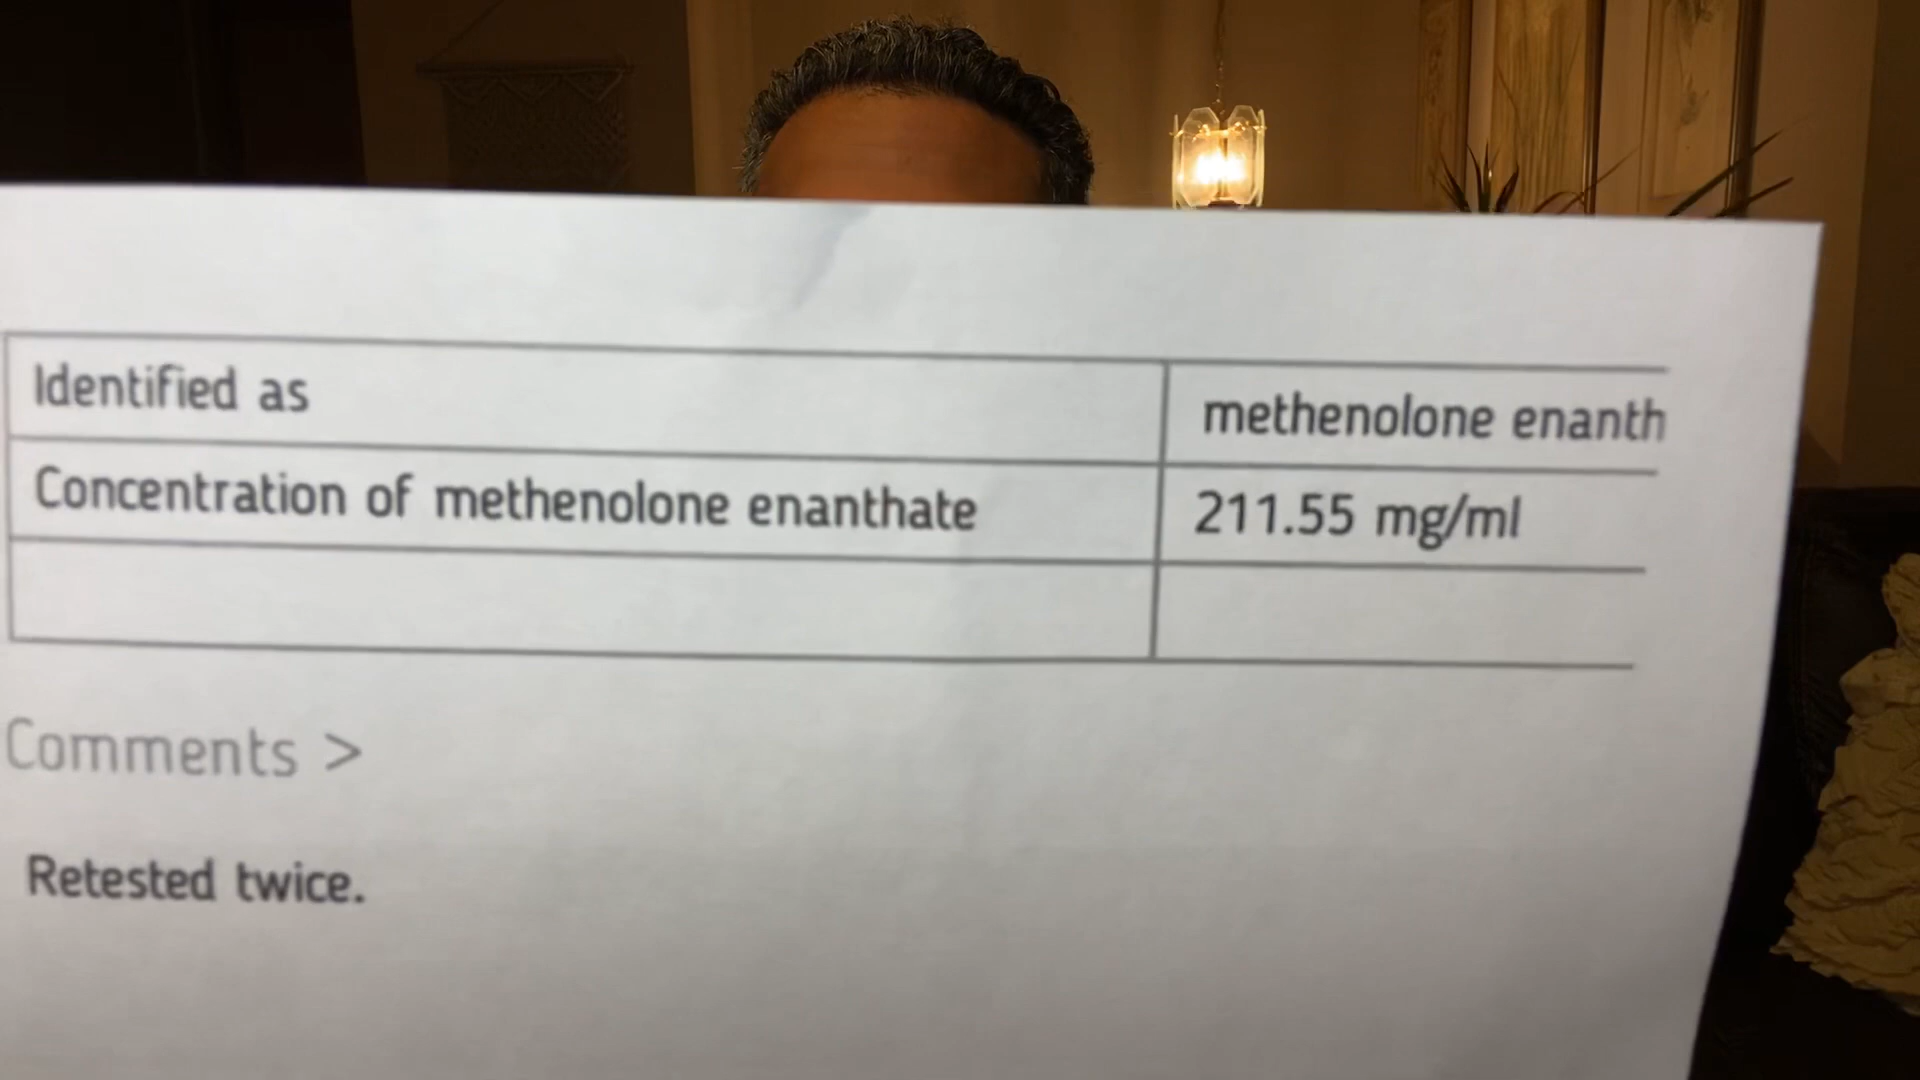 Identified as
methenolone enanth
Concentration of methenolone enanthate
211.55 mg/ml
Comments >
Retested twice.